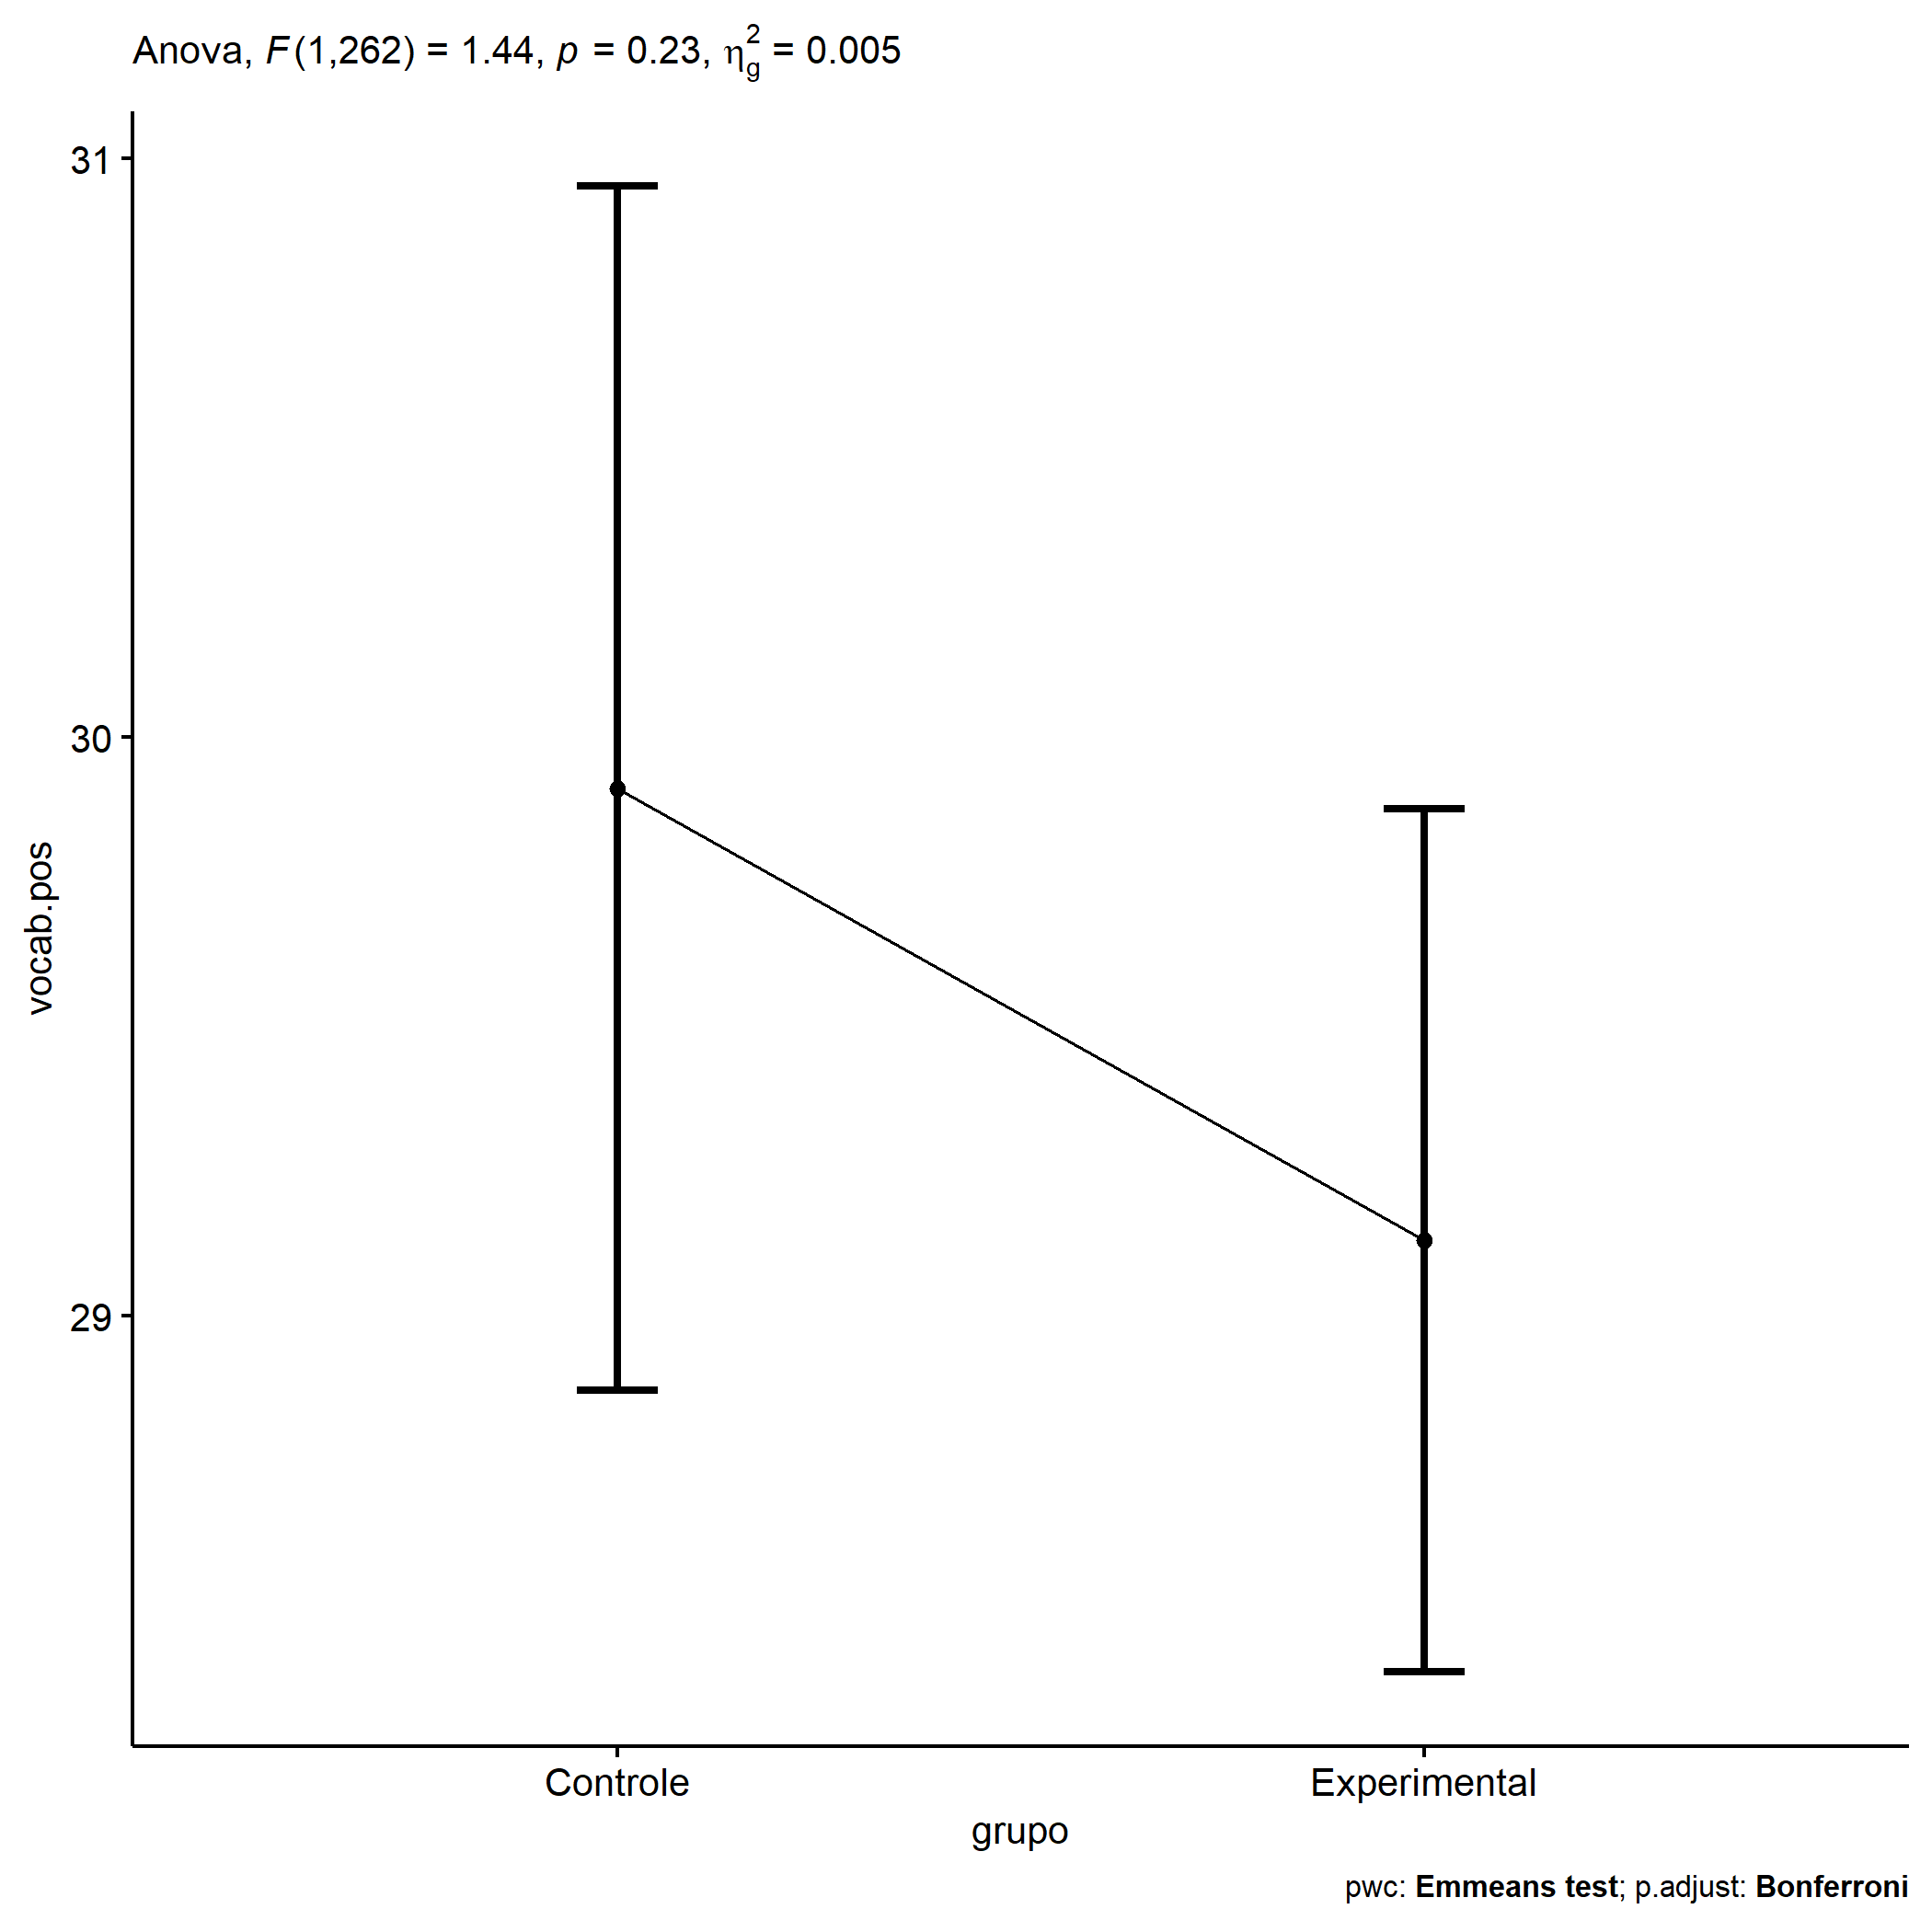 Anova, F(1,262) = 1.44, p = 0.23, η²g = 0.005
31
30
29
vocab.pos
Controle Experimental
grupo
pwc: Emmeans test; p.adjust: Bonferroni